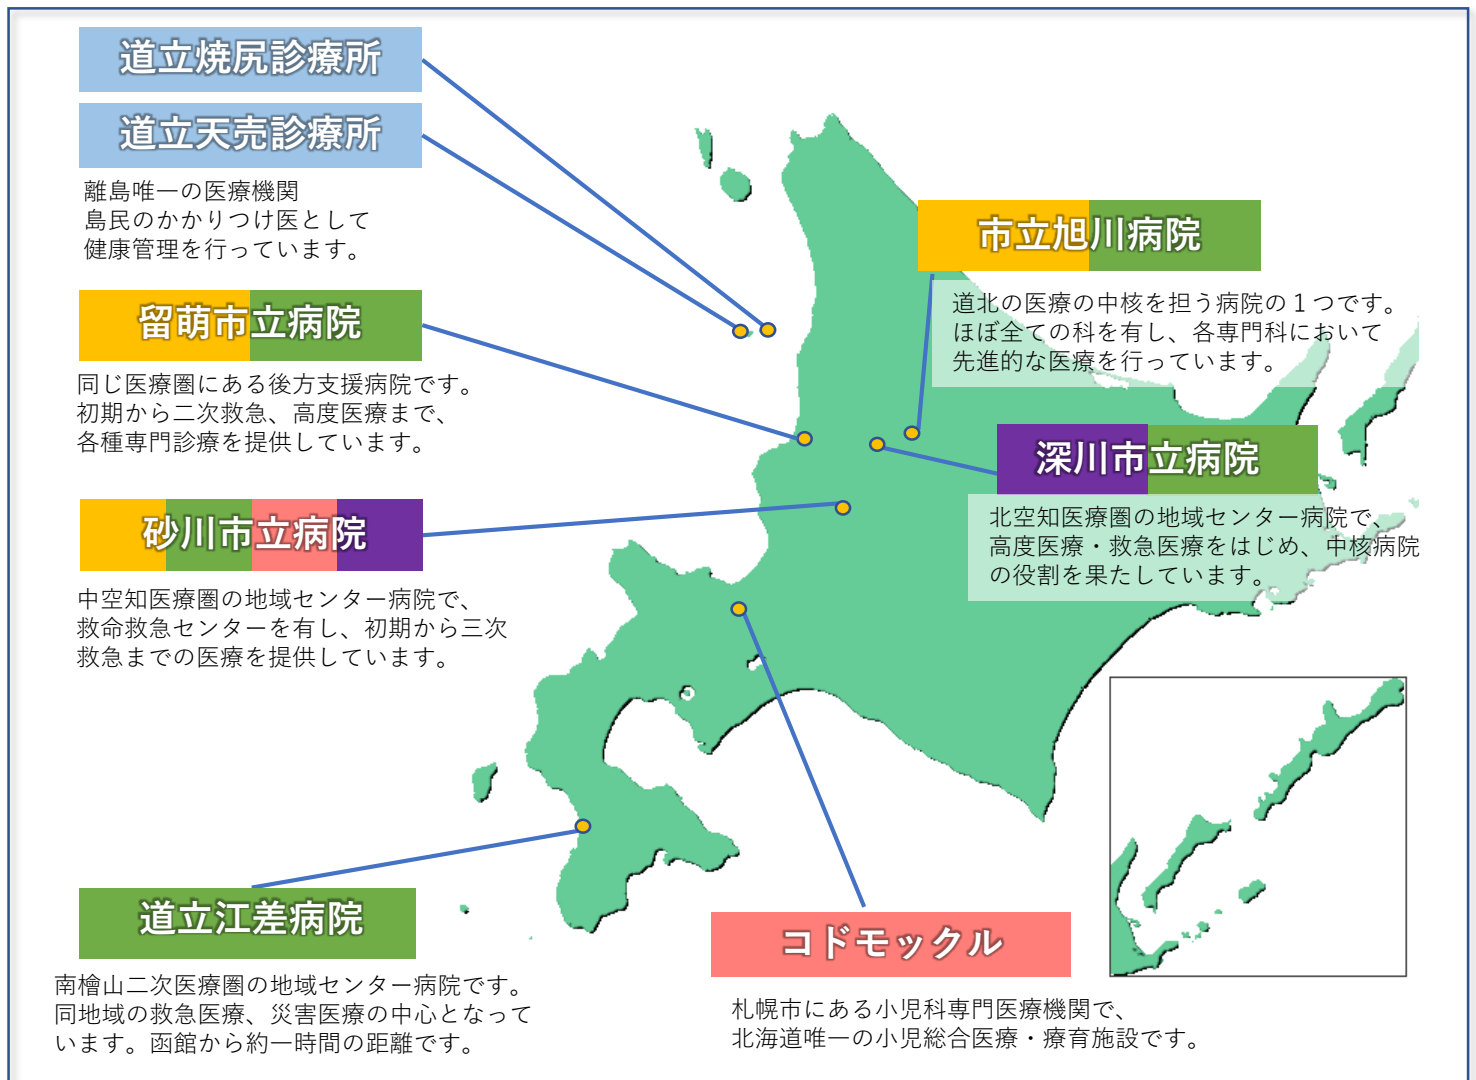 道立焼尻診療所
道立天売診療所
離島唯一の医療機関
島民のかかりつけ医として
健康管理を行っています。
留萌市立病院
同じ医療圏にある後方支援病院です。
初期から二次救急、高度医療まで、
各種専門診療を提供しています。
砂川市立病院
中空知医療圏の地域センター病院で、
救命救急センターを有し、初期から三次
救急までの医療を提供しています。
道立江差病院
南檜山二次医療圏の地域センター病院です。
同地域の救急医療、災害医療の中心となって
います。函館から約一時間の距離です。
市立旭川病院
道北の医療の中核を担う病院の１つです。
ほぼ全ての科を有し、各専門科において
先進的な医療を行っています。
深川市立病院
北空知医療圏の地域センター病院で、
高度医療・救急医療をはじめ、中核病院
の役割を果たしています。
コドモックル
札幌市にある小児科専門医療機関で、
北海道唯一の小児総合医療・療育施設です。